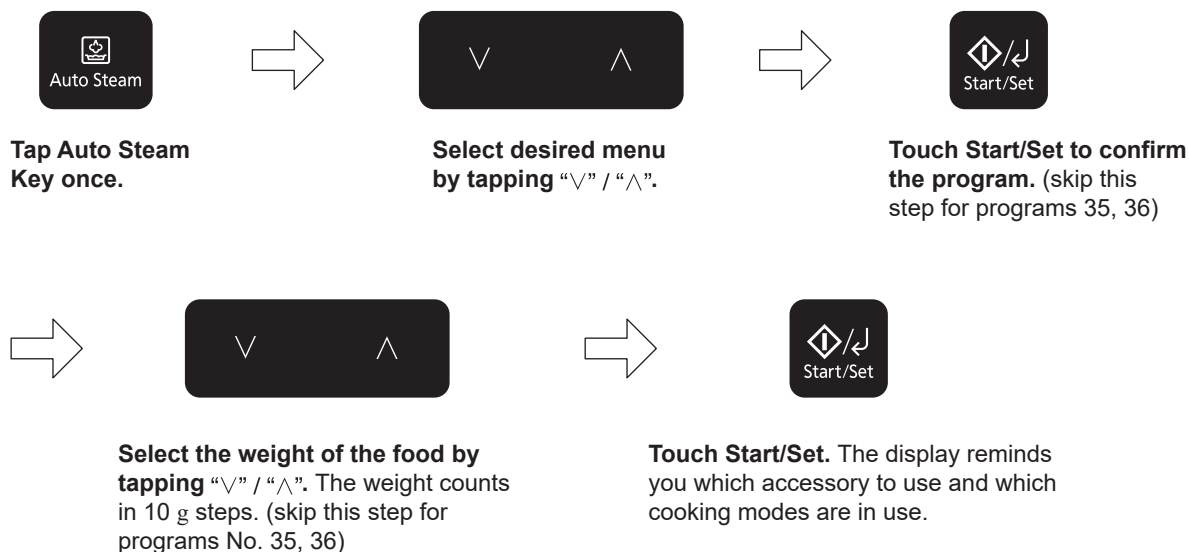 Auto Steam
∨ ∧
Start/Set
Tap Auto Steam
Key once.
Select desired menu
by tapping “∨” / “∧”.
Touch Start/Set to confirm
the program. (skip this
step for programs 35, 36)
∨ ∧
Start/Set
Select the weight of the food by
tapping “∨” / “∧”. The weight counts
in 10 g steps. (skip this step for
programs No. 35, 36)
Touch Start/Set. The display reminds
you which accessory to use and which
cooking modes are in use.